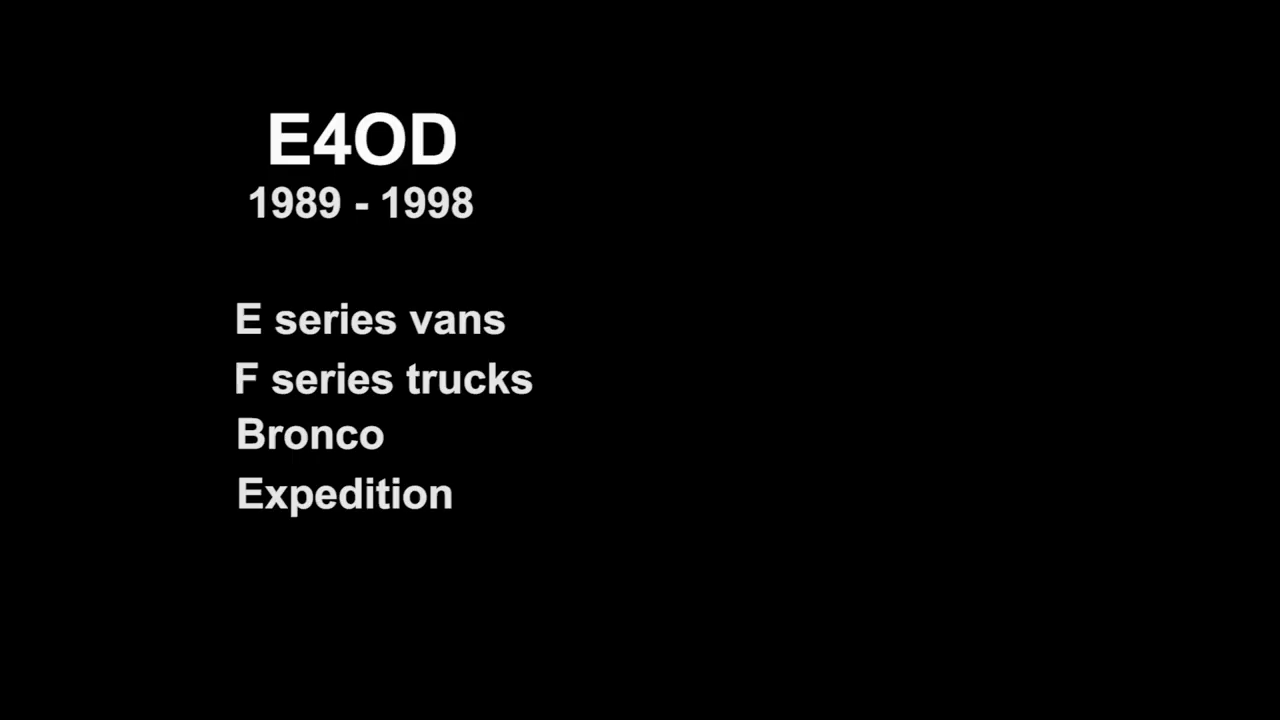 E4OD
1989 - 1998
E series vans
F series trucks
Bronco
Expedition